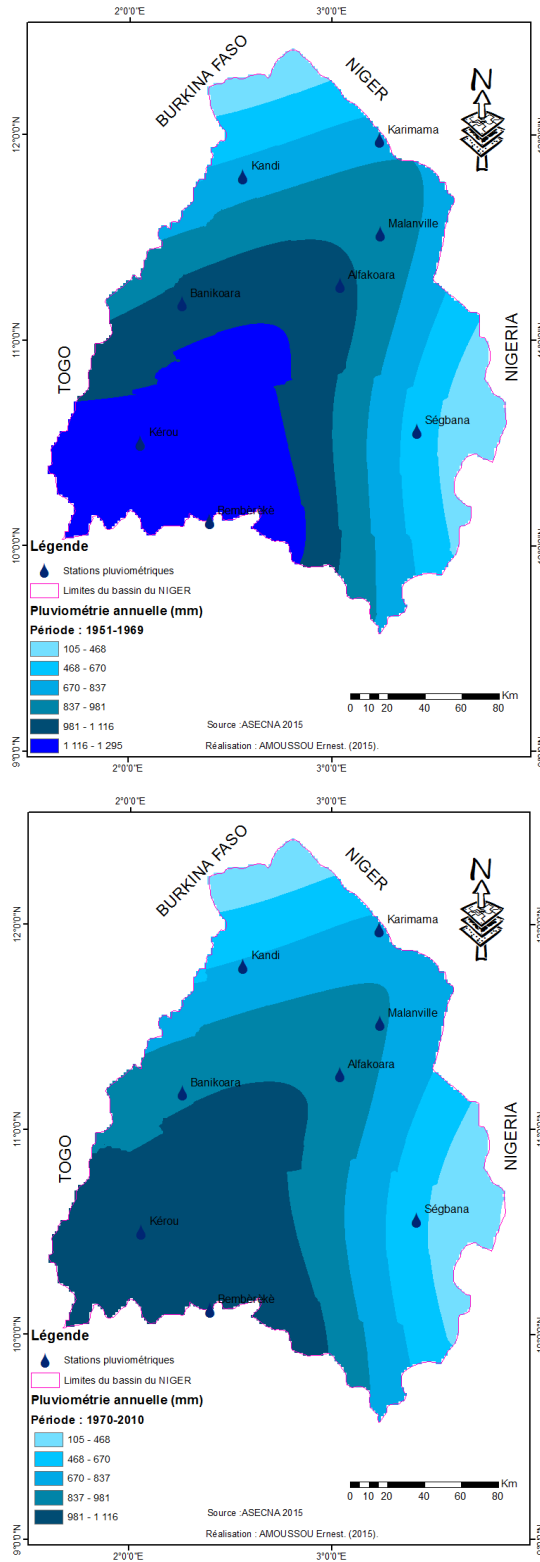 2°0'0"E 3°0'0"E
BURKINA FASO
NIGER
N
12°0'0"N
Karimama
Kandi
Malanville
Alfakoara
Banikoara
11°0'0"N
TOGO
NIGERIA
Ségbana
Kérou
Bembèrèkè
10°0'0"N
Légende
Stations pluviométriques
Limites du bassin du NIGER
Pluviométrie annuelle (mm)
Période : 1951-1969
105 - 468
468 - 670
670 - 837
837 - 981
981 - 1 116
1 116 - 1 295
Km
0 10 20 40 60 80
Source :ASECNA 2015
Réalisation : AMOUSSOU Ernest. (2015).
9°0'0"N
2°0'0"E 3°0'0"E
2°0'0"E 3°0'0"E
BURKINA FASO
NIGER
N
12°0'0"N
Karimama
Kandi
Malanville
Alfakoara
Banikoara
11°0'0"N
TOGO
NIGERIA
Ségbana
Kérou
Bembèrèkè
10°0'0"N
Légende
Stations pluviométriques
Limites du bassin du NIGER
Pluviométrie annuelle (mm)
Période : 1970-2010
105 - 468
468 - 670
670 - 837
837 - 981
981 - 1 116
Km
0 10 20 40 60 80
Source :ASECNA 2015
Réalisation : AMOUSSOU Ernest. (2015).
9°0'0"N
2°0'0"E 3°0'0"E